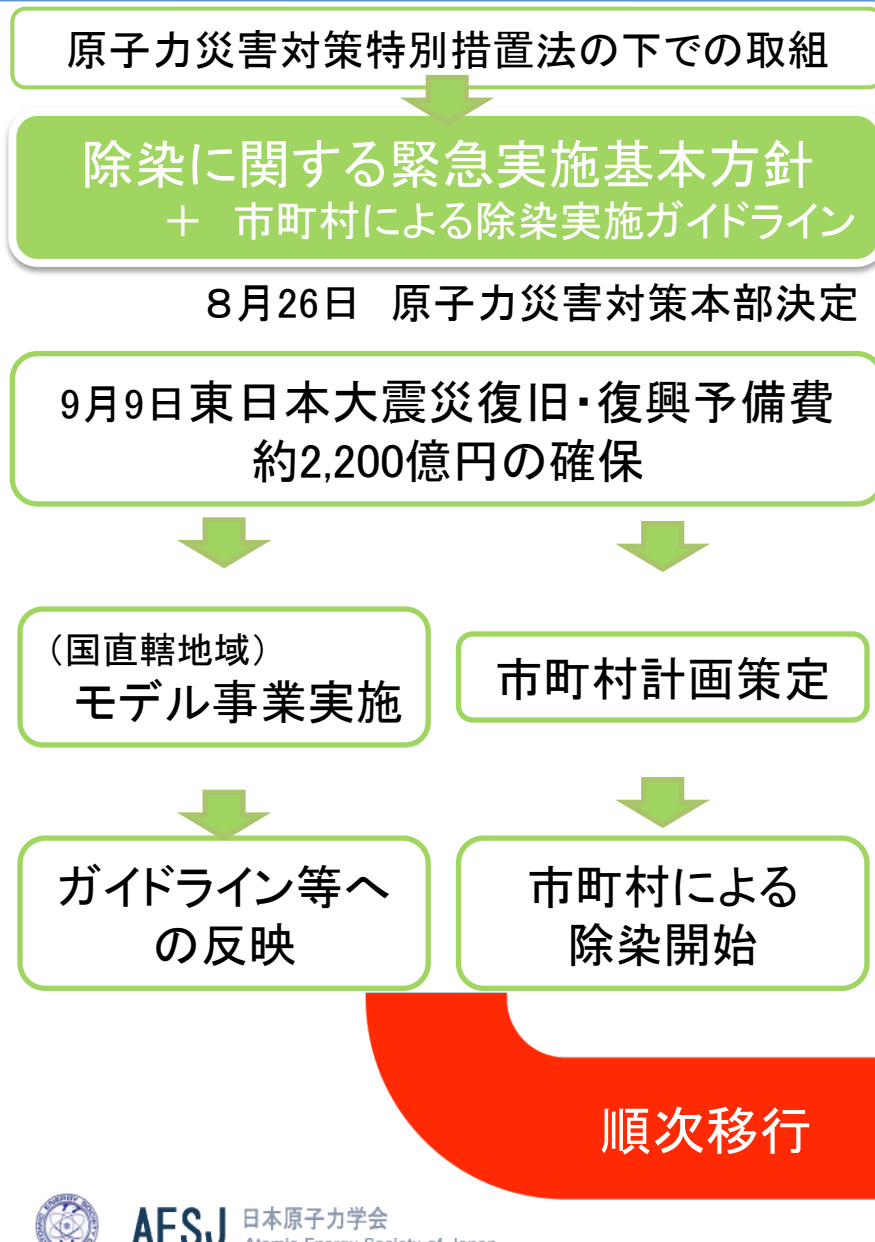 原子力災害対策特別措置法の下での取組
除染に関する緊急実施基本方針
＋　市町村による除染実施ガイドライン
８月26日　原子力災害対策本部決定
9月9日東日本大震災復旧・復興予備費
約2,200億円の確保
（国直轄地域）
モデル事業実施
ガイドライン等へ
の反映
市町村計画策定
市町村による
除染開始
順次移行
AESJ 日本原子力学会
Atomic Energy Society of Japan